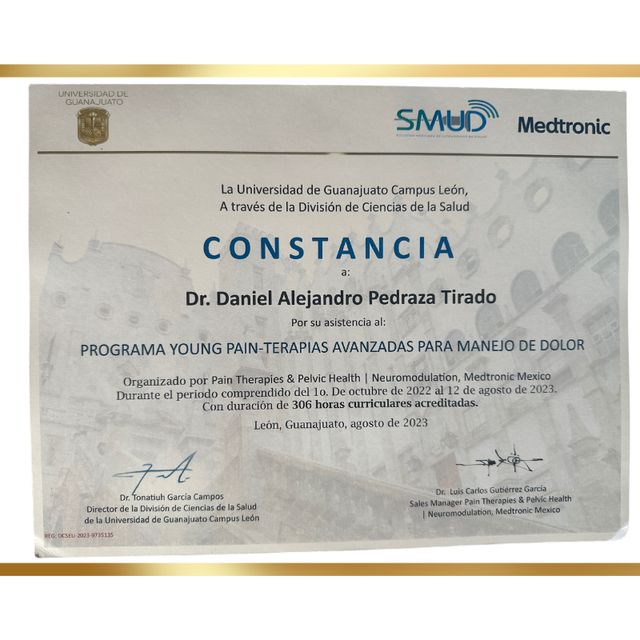 UNIVERSIDAD DE
GUANAJUATO
SMUD
Medtronic
La Universidad de Guanajuato Campus León,
A través de la División de Ciencias de la Salud
CONSTANCIA
a:
Dr. Daniel Alejandro Pedraza Tirado
Por su asistencia al:
PROGRAMA YOUNG PAIN-TERAPIAS AVANZADAS PARA MANEJO DE DOLOR
Organizado por Pain Therapies & Pelvic Health | Neuromodulation, Medtronic Mexico
Durante el periodo comprendido del 1o. De octubre de 2022 al 12 de agosto de 2023.
Con duración de 306 horas curriculares acreditadas.
León, Guanajuato, agosto de 2023
Dr. Tonatiuh García Campos
Director de la División de Ciencias de la Salud
de la Universidad de Guanajuato Campus León
Dr. Luis Carlos Gutiérrez García
Sales Manager Pain Therapies & Pelvic Health
| Neuromodulation, Medtronic Mexico
REG: DCSEU-2023-9735135